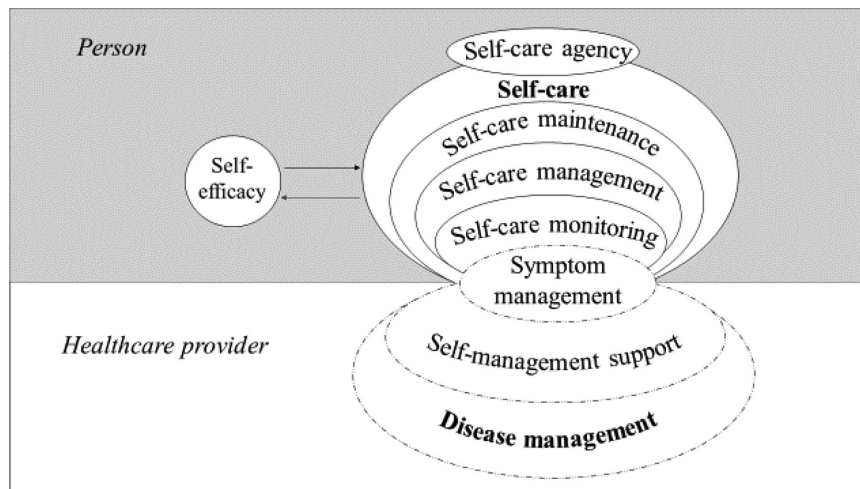 Person
Self-care agency
Self-care
Self-care maintenance
Self-care management
Self-care monitoring
Self-
efficacy
Symptom
management
Healthcare provider
Self-management support
Disease management